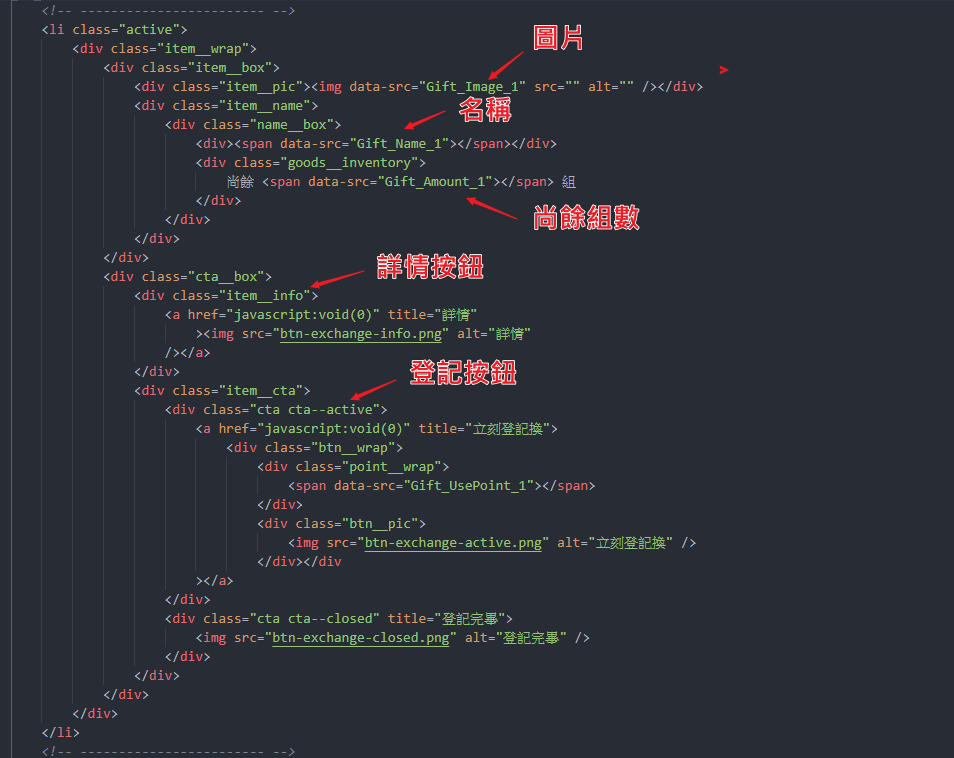 <!-- ------------------------ -->
<li class="active">
<div class="item__wrap">
圖片
<div class="item__box">
>
<div class="item__pic"><img data-src="Gift_Image_1" src="" alt="" /></div>
<div class="item__name">
名稱
<div class="name__box">
<div><span data-src="Gift_Name_1"></span></div>
<div class="goods__inventory">
尚餘 <span data-src="Gift_Amount_1"></span> 組
</div>
尚餘組數
</div>
</div>
</div>
詳情按鈕
<div class="cta__box">
<div class="item__info">
<a href="javascript:void(0)" title="詳情"
><img src="btn-exchange-info.png" alt="詳情"
/></a>
</div>
登記按鈕
<div class="item__cta">
<div class="cta cta--active">
<a href="javascript:void(0)" title="立刻登記換">
<div class="btn__wrap">
<div class="point__wrap">
<span data-src="Gift_UsePoint_1"></span>
</div>
<div class="btn__pic">
<img src="btn-exchange-active.png" alt="立刻登記換" />
</div></div
></a>
</div>
<div class="cta cta--closed" title="登記完畢">
<img src="btn-exchange-closed.png" alt="登記完畢" />
</div>
</div>
</div>
</div>
</li>
<!-- ------------------------ -->